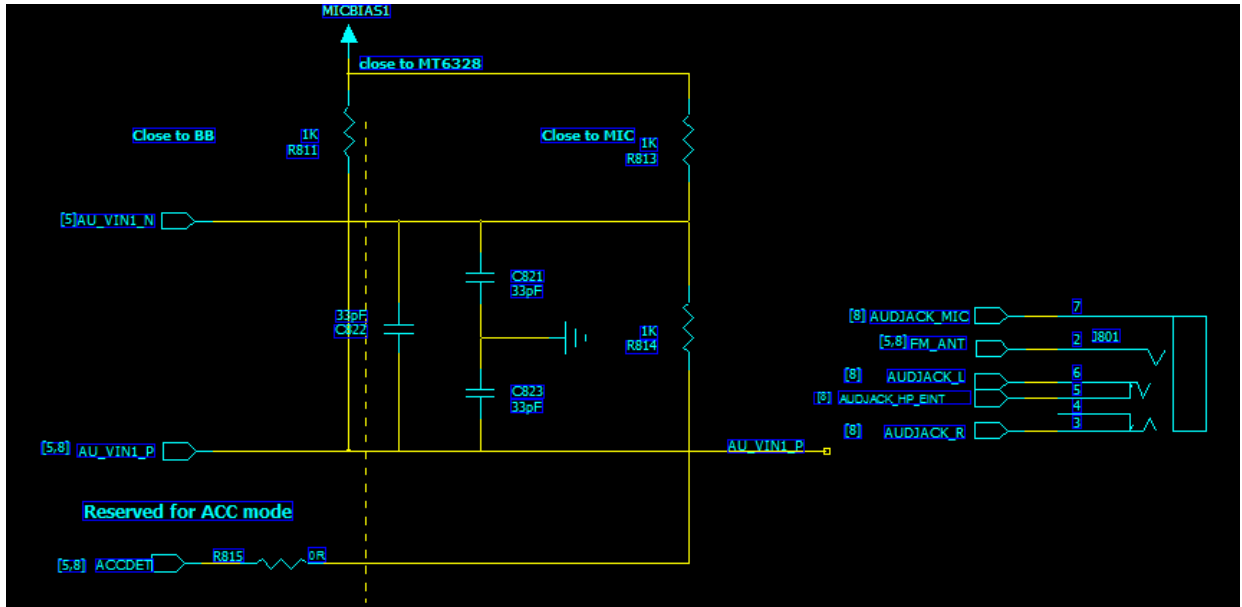 MICBIAS1
close to MT6328
Close to BB
1K
R811
Close to MIC
1K
R813
[5]AU_VIN1_N
C821
33pF
33pF
C822
1K
R814
C823
33pF
[8] AUDJACK_MIC
7
[5,8] FM_ANT
2
J801
[8] AUDJACK_L
6
5
[8] AUDJACK_HP_EINT
4
[8] AUDJACK_R
3
[5,8] AU_VIN1_P
AU_VIN1_P
Reserved for ACC mode
[5,8] ACCDET
R815
0R